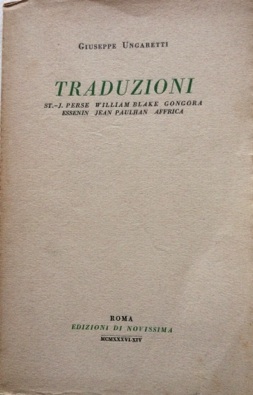 GIUSEPPE UNGARETTI
TRADUZIONI
ST.-J. PERSE WILLIAM BLAKE GONGORA
ESSENIN JEAN PAULHAN AFFRICA
ROMA
EDIZIONI DI NOVISSIMA
MCMXXXVI-XIV